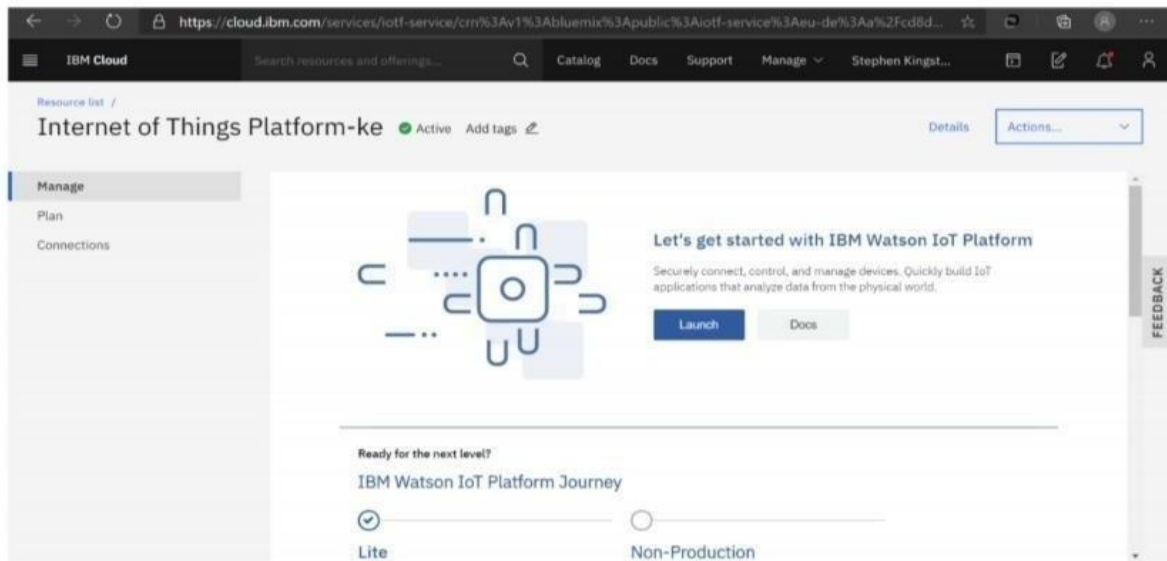 https://cloud.ibm.com/services/iotf-service/crn%3Av1%3Abluemix%3Apublic%3Aiotf-service%3Aeu-de%3Aa%2Fcd8d...
IBM Cloud Search resources and offerings... Catalog Docs Support Manage Stephen Kingst...
Resource list /
Internet of Things Platform-ke Active Add tags Details Actions...
Manage
Plan
Connections
Let's get started with IBM Watson IoT Platform
Securely connect, control, and manage devices. Quickly build IoT
applications that analyze data from the physical world.
Launch Docs
FEEDBACK
Ready for the next level?
IBM Watson IoT Platform Journey
Lite Non-Production